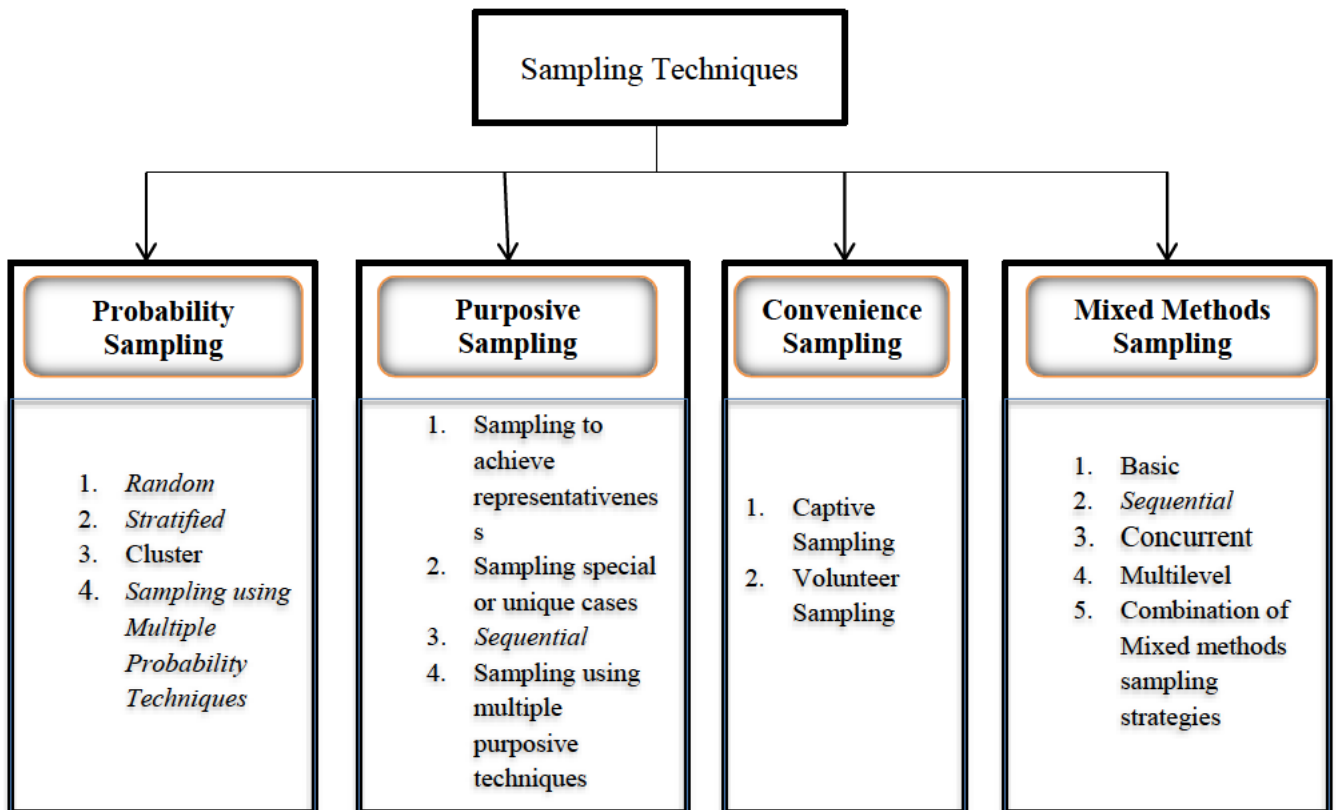 Sampling Techniques
Probability
Sampling
1. Random
2. Stratified
3. Cluster
4. Sampling using
Multiple
Probability
Techniques
Purposive
Sampling
1. Sampling to
achieve
representativenes
s
2. Sampling special
or unique cases
3. Sequential
4. Sampling using
multiple
purposive
techniques
Convenience
Sampling
1. Captive
Sampling
2. Volunteer
Sampling
Mixed Methods
Sampling
1. Basic
2. Sequential
3. Concurrent
4. Multilevel
5. Combination of
Mixed methods
sampling
strategies